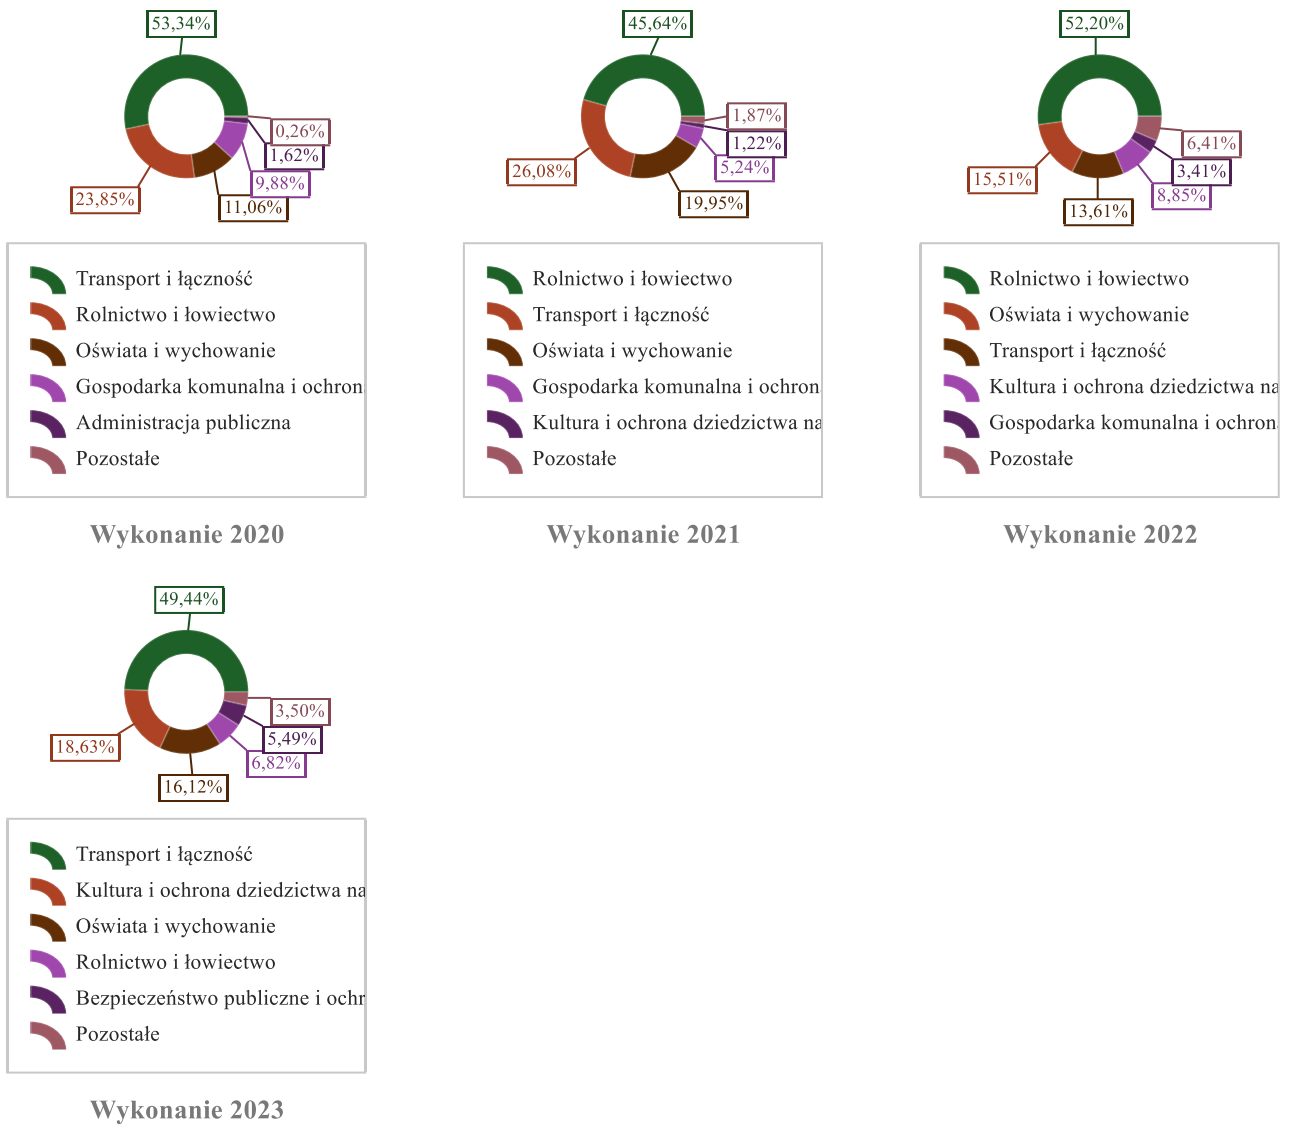 53,34%
0,26%
1,62%
9,88%
11,06%
23,85%
Transport i łączność
Rolnictwo i łowiectwo
Oświata i wychowanie
Gospodarka komunalna i ochron
Administracja publiczna
Pozostałe
Wykonanie 2020
45,64%
1,87%
1,22%
5,24%
19,95%
26,08%
Rolnictwo i łowiectwo
Transport i łączność
Oświata i wychowanie
Gospodarka komunalna i ochron
Kultura i ochrona dziedzictwa na
Pozostałe
Wykonanie 2021
52,20%
6,41%
3,41%
8,85%
13,61%
15,51%
Rolnictwo i łowiectwo
Oświata i wychowanie
Transport i łączność
Kultura i ochrona dziedzictwa na
Gospodarka komunalna i ochron
Pozostałe
Wykonanie 2022
49,44%
3,50%
5,49%
6,82%
16,12%
18,63%
Transport i łączność
Kultura i ochrona dziedzictwa na
Oświata i wychowanie
Rolnictwo i łowiectwo
Bezpieczeństwo publiczne i ochr
Pozostałe
Wykonanie 2023